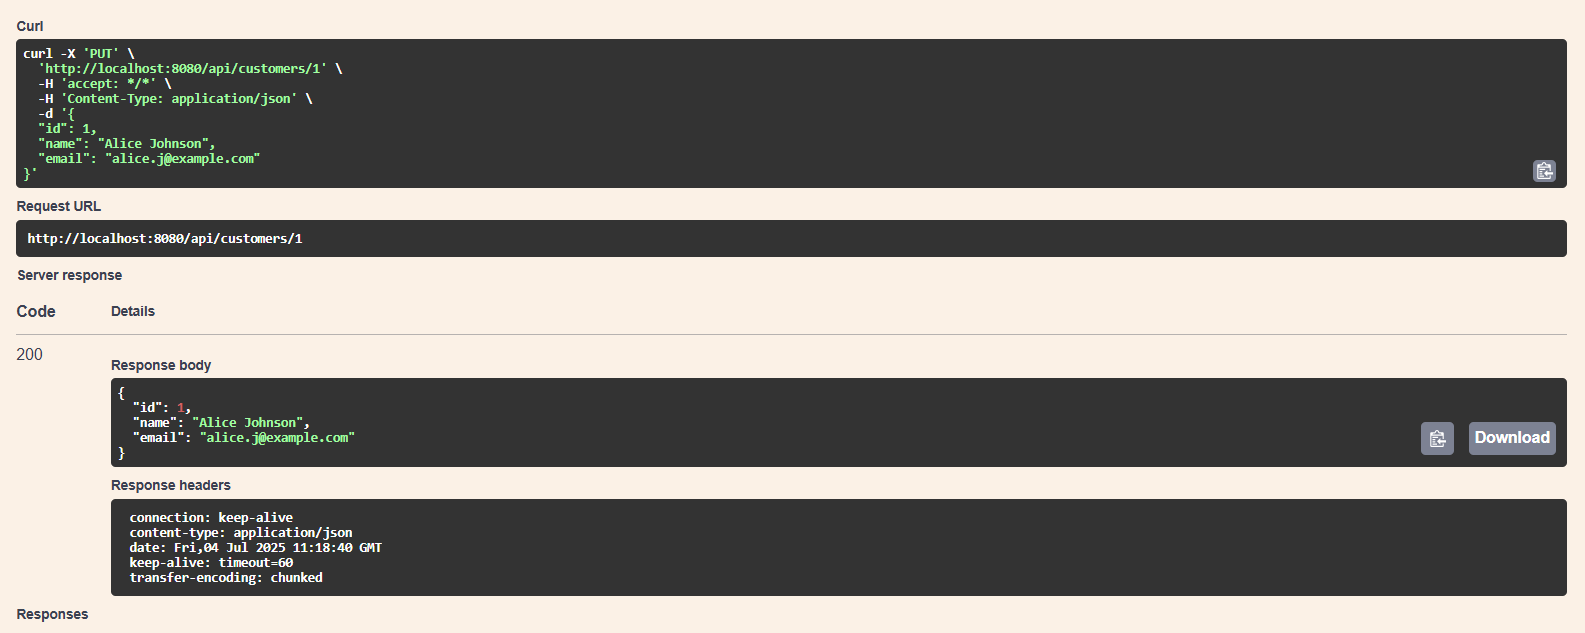 Curl
curl -X 'PUT' \
  'http://localhost:8080/api/customers/1' \
  -H 'accept: */*' \
  -H 'Content-Type: application/json' \
  -d '{
  "id": 1,
  "name": "Alice Johnson",
  "email": "alice.j@example.com"
}'
Request URL
http://localhost:8080/api/customers/1
Server response
Code Details
200
Response body
{
  "id": 1,
  "name": "Alice Johnson",
  "email": "alice.j@example.com"
}
Download
Response headers
connection: keep-alive
content-type: application/json
date: Fri,04 Jul 2025 11:18:40 GMT
keep-alive: timeout=60
transfer-encoding: chunked
Responses